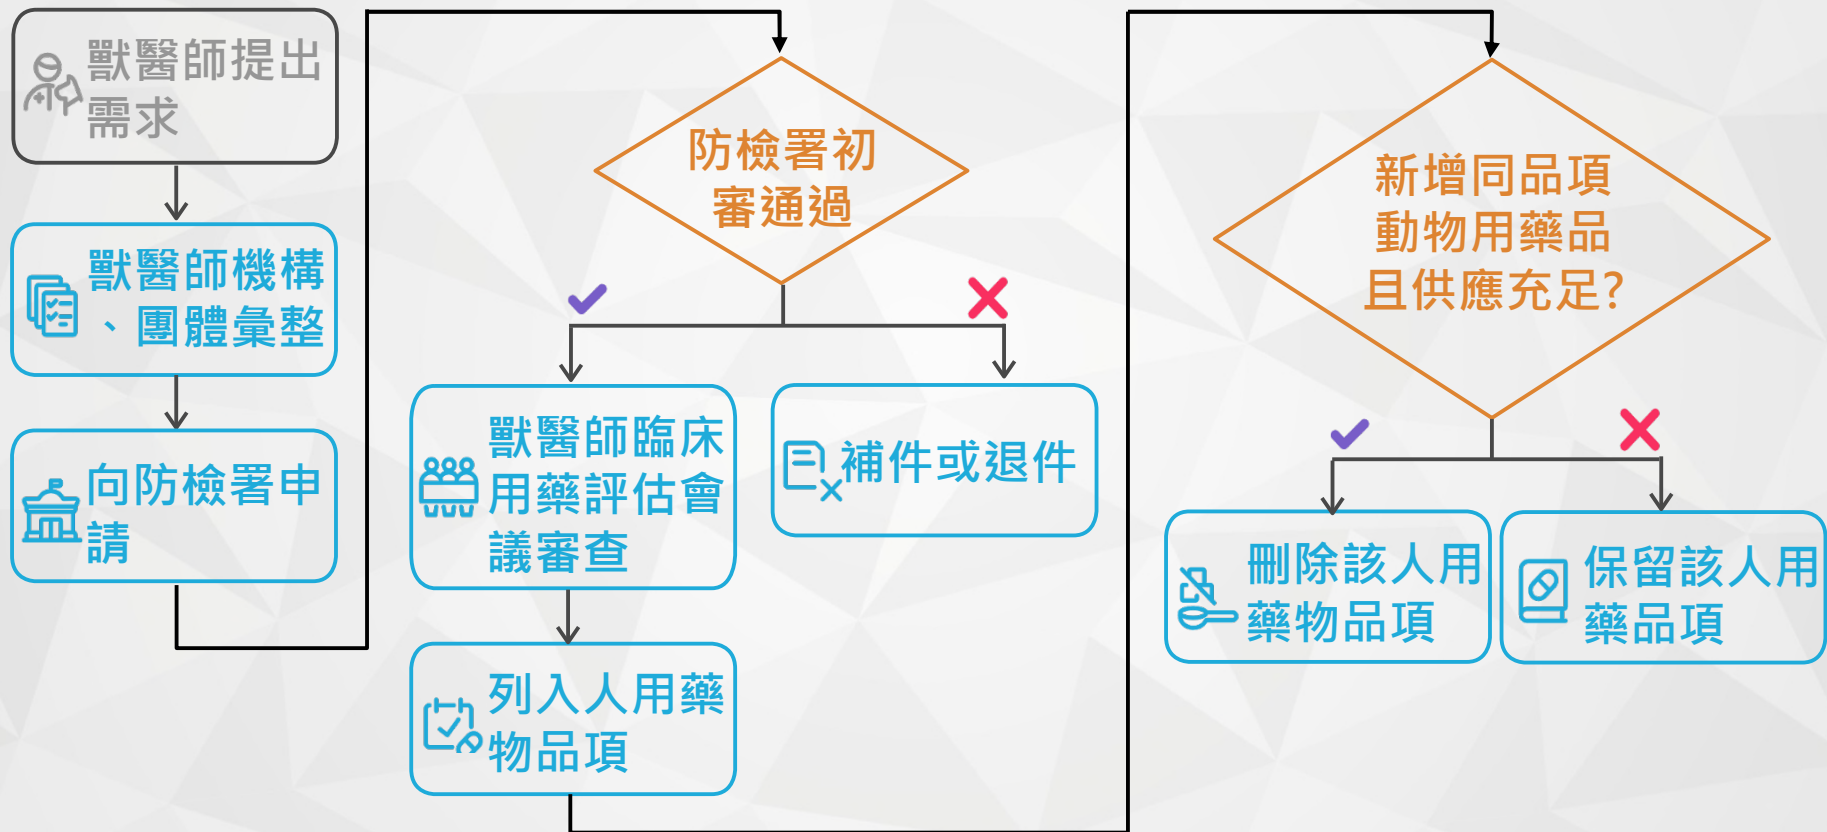 獸醫師提出
需求
獸醫師機構
、團體彙整
向防檢署申
請
防檢署初
審通過
獸醫師臨床
用藥評估會
議審查
補件或退件
列入人用藥
物品項
新增同品項
動物用藥品
且供應充足?
刪除該人用
藥物品項
保留該人用
藥品項